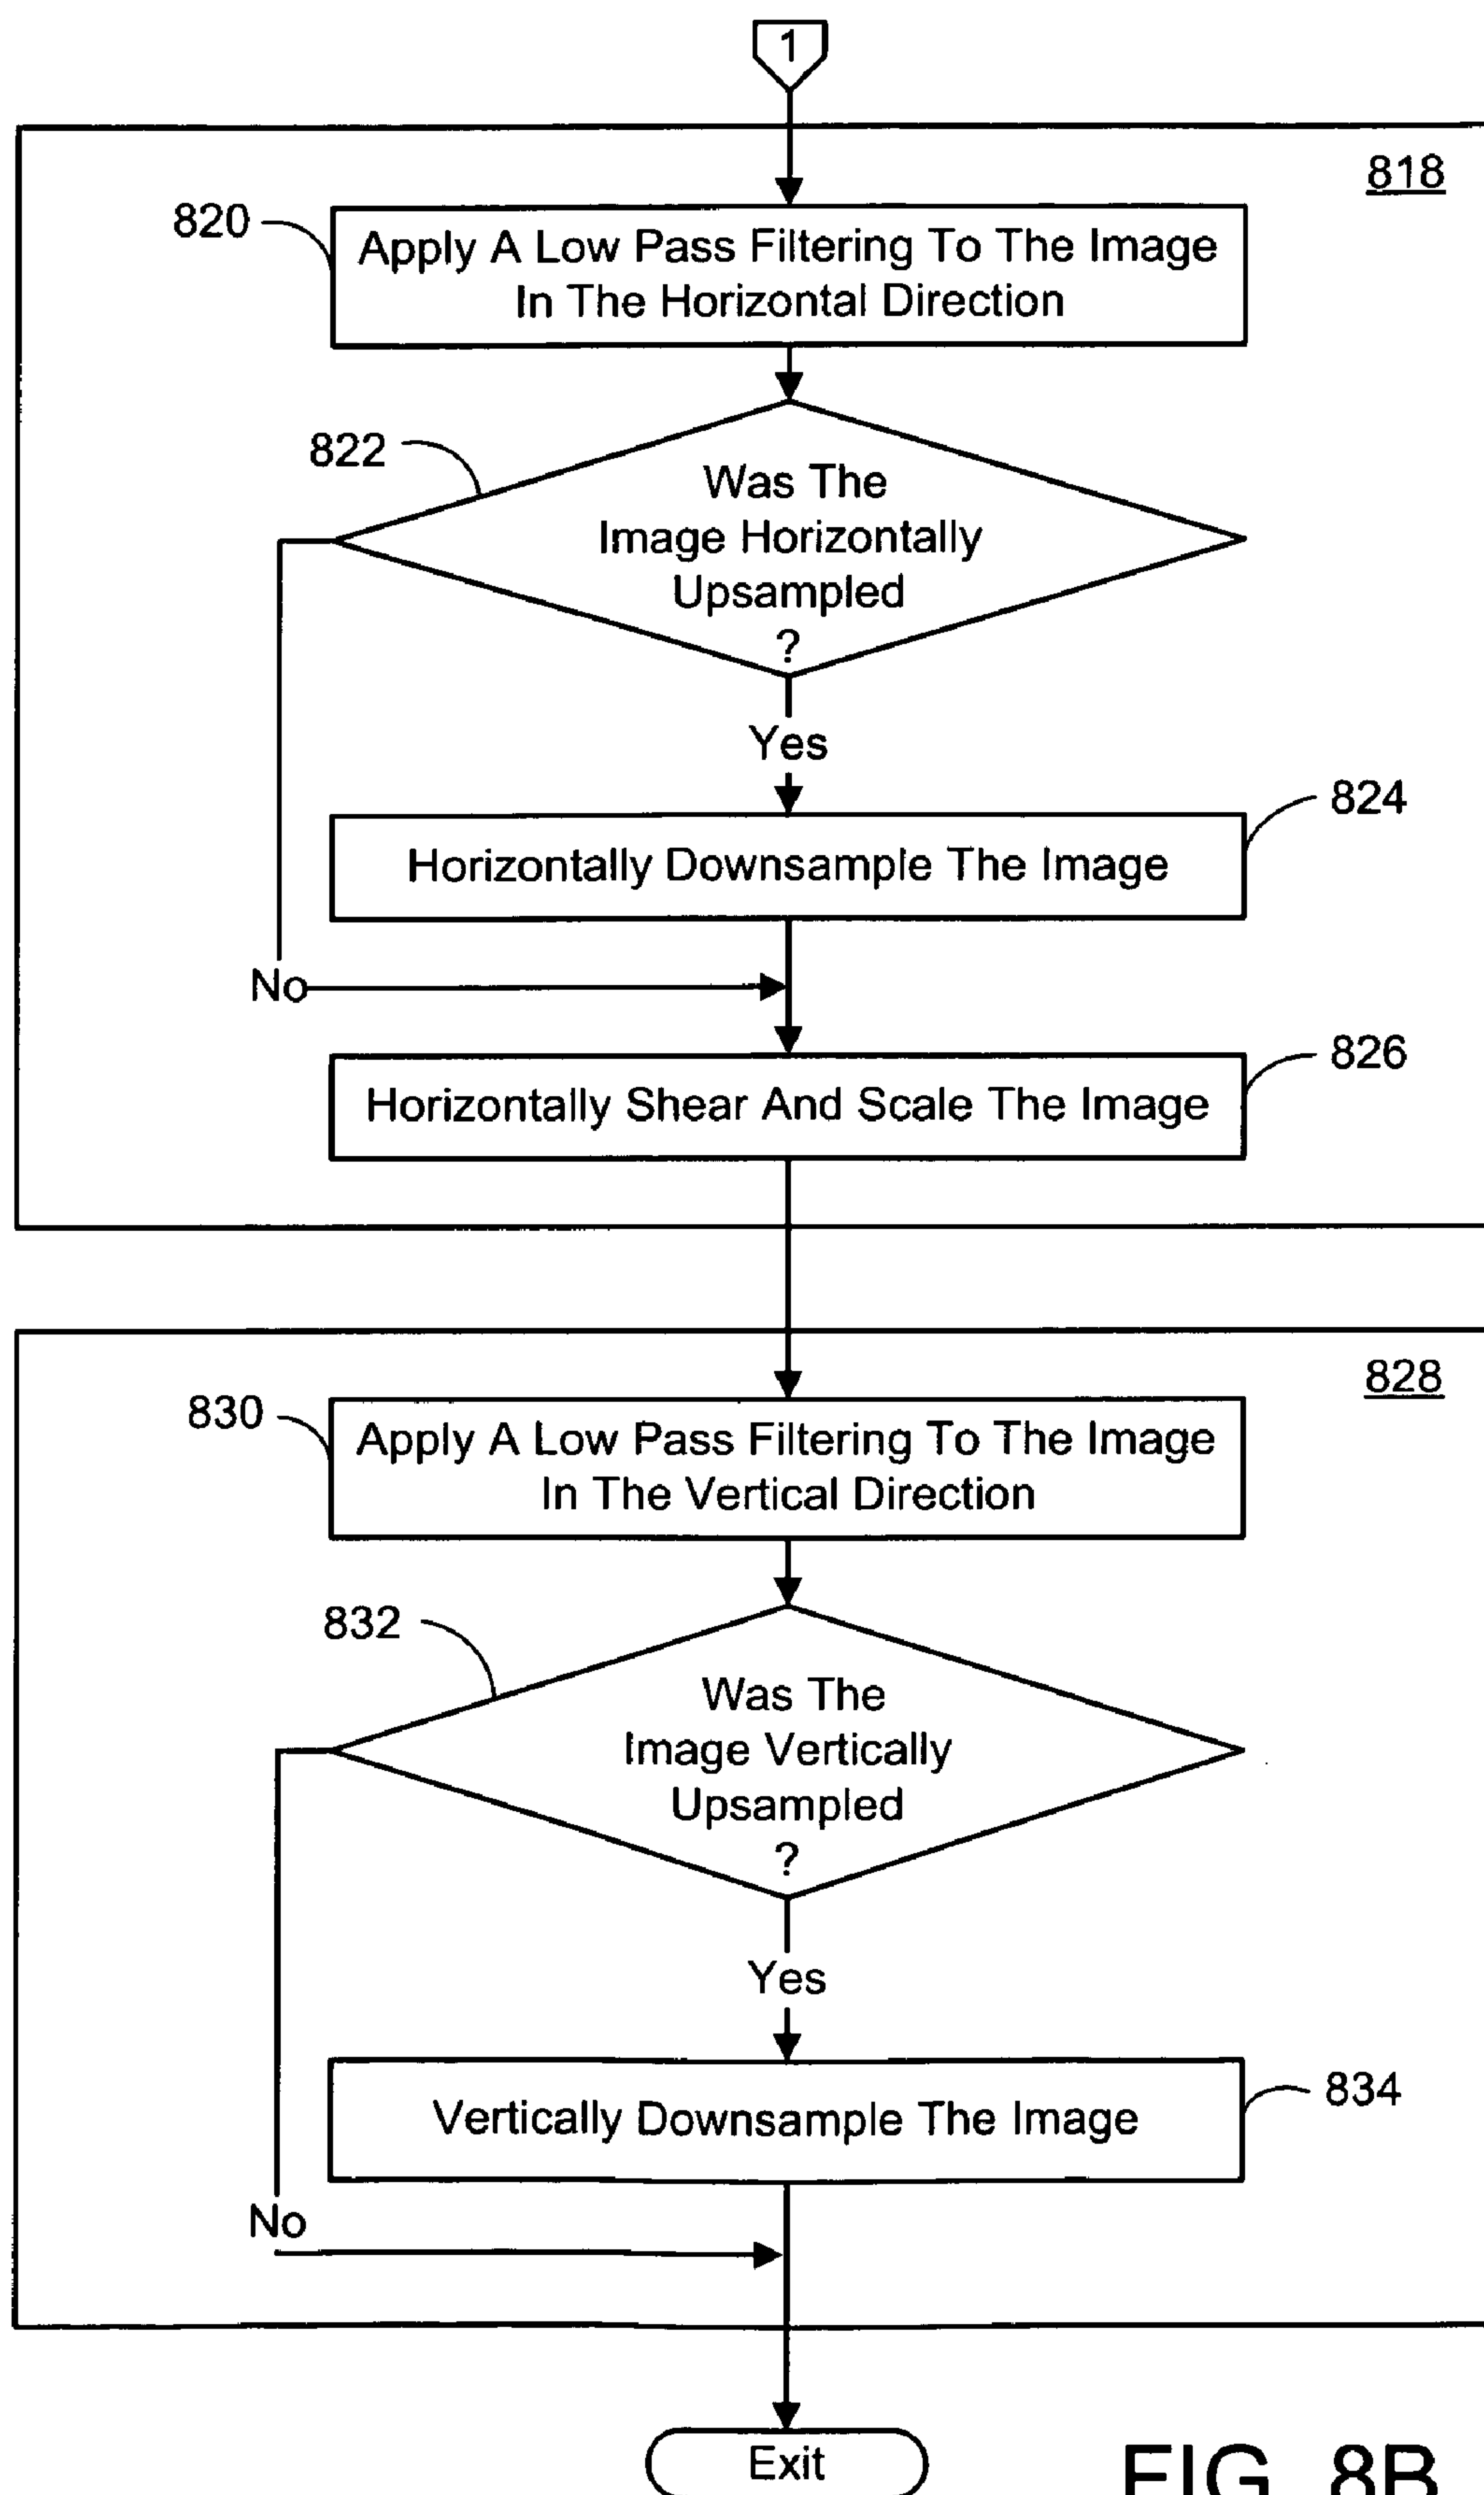 1
818
820
Apply A Low Pass Filtering To The Image
In The Horizontal Direction
822
Was The
Image Horizontally
Upsampled
?
Yes
824
Horizontally Downsample The Image
No
826
Horizontally Shear And Scale The Image
828
830
Apply A Low Pass Filtering To The Image
In The Vertical Direction
832
Was The
Image Vertically
Upsampled
?
Yes
834
Vertically Downsample The Image
No
Exit
FIG. 8B